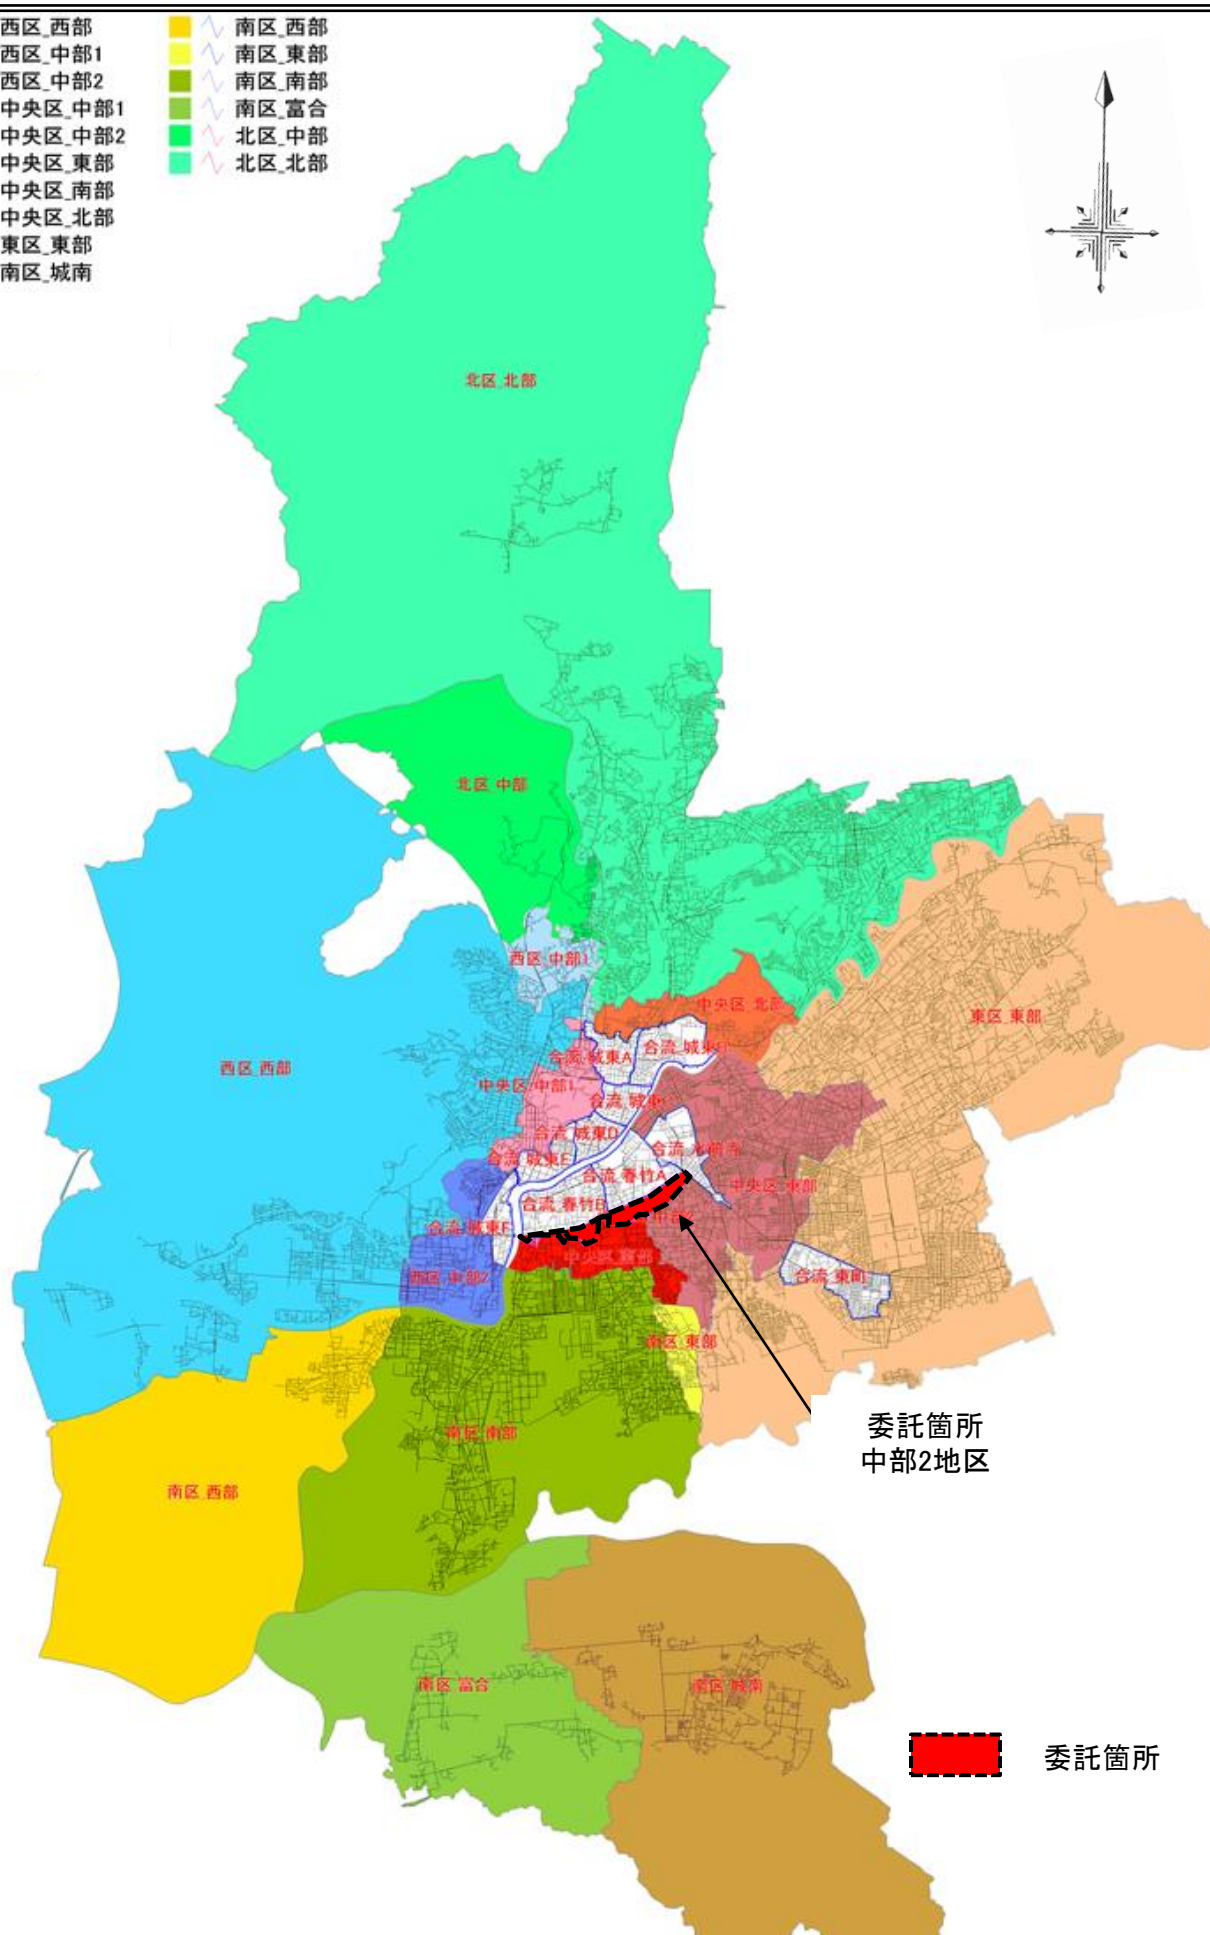 西区_西部
西区_中部1
西区_中部2
中央区_中部1
中央区_中部2
中央区_東部
中央区_南部
中央区_北部
東区_東部
南区_城南
南区_西部
南区_東部
南区_南部
南区_富合
北区_中部
北区_北部
北区_北部
北区_中部
西区_中部1
中央区_北部
東区_東部
合流_城東A
合流_城東B
西区_西部
中央区_中部1
合流_城東C
合流_城東D
合流_水前寺
合流_城東E
合流_春竹A
中央区_東部
合流_春竹B
合流_城東F
中央区_南部
合流_東町
南区_東部
委託箇所
中部2地区
南区_南部
南区_西部
南区_富合
南区_城南
委託箇所